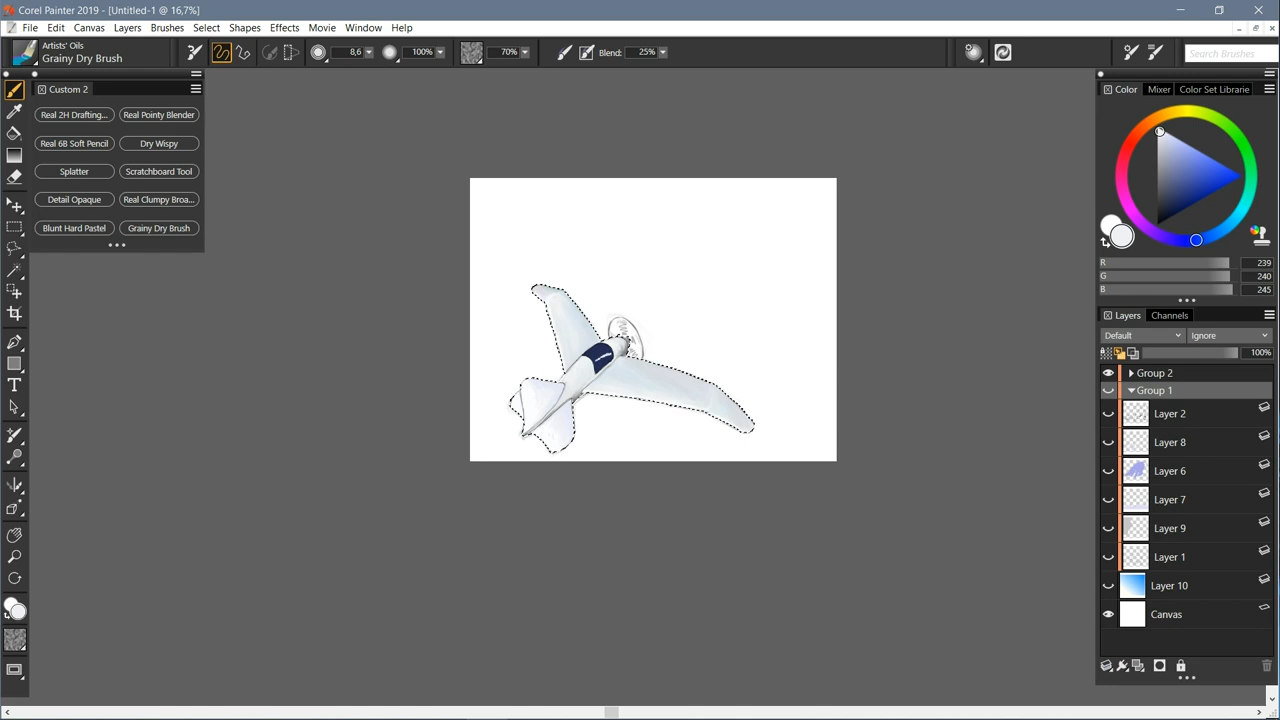 Corel Painter 2019 - [Untitled-1 @ 16,7%]
File Edit Canvas Layers Brushes Select Shapes Effects Movie Window Help
Artists' Oils
Grainy Dry Brush
8,6 100% 70% Blend: 25% Search Brushes
Custom 2
Real 2H Drafting... Real Pointy Blender
Real 6B Soft Pencil Dry Wispy
Splatter Scratchboard Tool
Detail Opaque Real Clumpy Broa...
Blunt Hard Pastel Grainy Dry Brush
Color Mixer Color Set Librarie
R 239
G 240
B 245
Layers Channels
Default Ignore
100%
Group 2
Group 1
Layer 2
Layer 8
Layer 6
Layer 7
Layer 9
Layer 1
Layer 10
Canvas